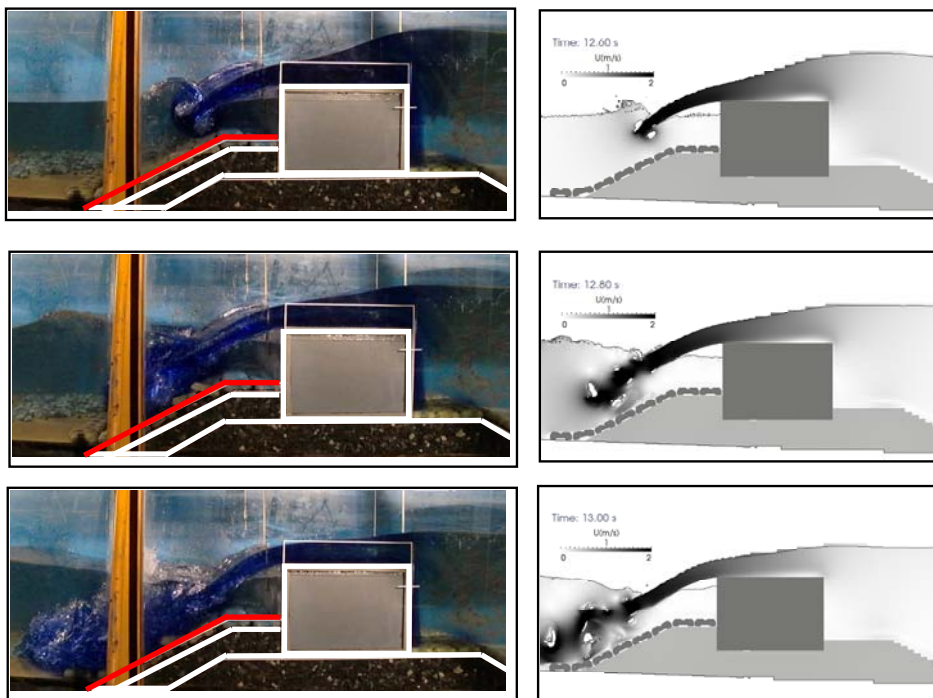 Time: 12.60 s
U(m/s)
1
0 2
Time: 12.80 s
U(m/s)
1
0 2
Time: 13.00 s
U(m/s)
1
0 2